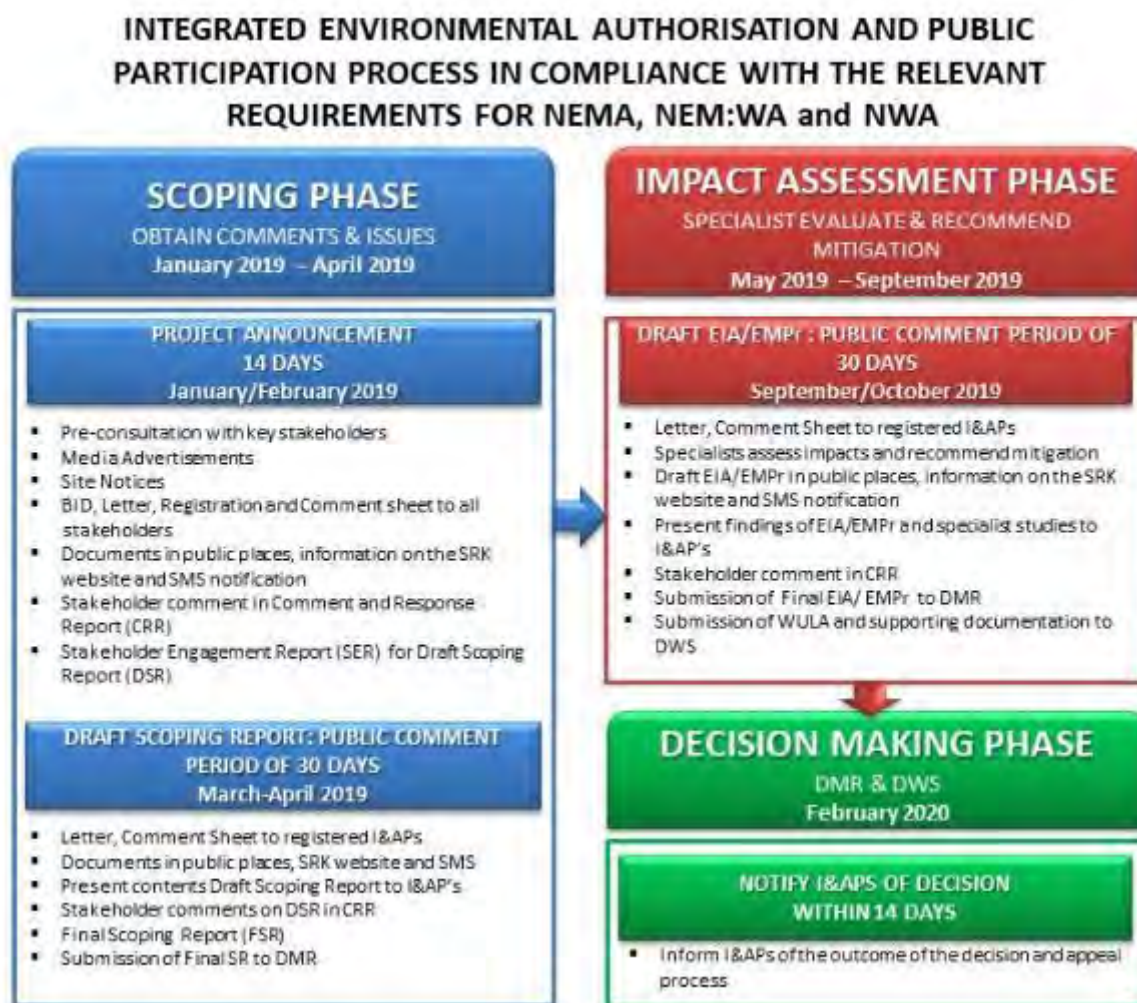 INTEGRATED ENVIRONMENTAL AUTHORISATION AND PUBLIC
PARTICIPATION PROCESS IN COMPLIANCE WITH THE RELEVANT
REQUIREMENTS FOR NEMA, NEM:WA and NWA
SCOPING PHASE
OBTAIN COMMENTS & ISSUES
January 2019 – April 2019
PROJECT ANNOUNCEMENT
14 DAYS
January/February 2019
▪ Pre-consultation with key stakeholders
▪ Media Advertisements
▪ Site Notices
▪ BID, Letter, Registration and Comment sheet to all
stakeholders
▪ Documents in public places, information on the SRK
website and SMS notification
▪ Stakeholder comment in Comment and Response
Report (CRR)
▪ Stakeholder Engagement Report (SER) for Draft Scoping
Report (DSR)
DRAFT SCOPING REPORT: PUBLIC COMMENT
PERIOD OF 30 DAYS
March-April 2019
▪ Letter, Comment Sheet to registered I&APs
▪ Documents in public places, SRK website and SMS
▪ Present contents Draft Scoping Report to I&AP's
▪ Stakeholder comments on DSR in CRR
▪ Final Scoping Report (FSR)
▪ Submission of Final SR to DMR
IMPACT ASSESSMENT PHASE
SPECIALIST EVALUATE & RECOMMEND
MITIGATION
May 2019 – September 2019
DRAFT EIA/EMPr : PUBLIC COMMENT PERIOD OF
30 DAYS
September/October 2019
▪ Letter, Comment Sheet to registered I&APs
▪ Specialists assess impacts and recommend mitigation
▪ Draft EIA/EMPr in public places, information on the SRK
website and SMS notification
▪ Present findings of EIA/EMPr and specialist studies to
I&AP's
▪ Stakeholder comment in CRR
▪ Submission of Final EIA/ EMPr to DMR
▪ Submission of WULA and supporting documentation to
DWS
DECISION MAKING PHASE
DMR & DWS
February 2020
NOTIFY I&APS OF DECISION
WITHIN 14 DAYS
▪ Inform I&APs of the outcome of the decision and appeal
process